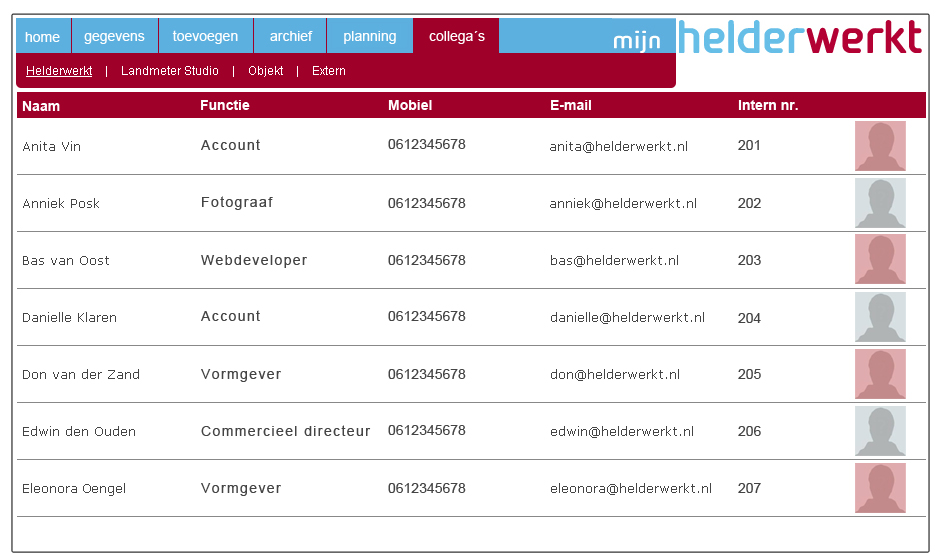 home gegevens toevoegen archief planning collega´s mijn helderwerkt
Helderwerkt | Landmeter Studio | Objekt | Extern
Naam Functie Mobiel E-mail Intern nr.
Anita Vin Account 0612345678 anita@helderwerkt.nl 201
Anniek Posk Fotograaf 0612345678 anniek@helderwerkt.nl 202
Bas van Oost Webdeveloper 0612345678 bas@helderwerkt.nl 203
Danielle Klaren Account 0612345678 danielle@helderwerkt.nl 204
Don van der Zand Vormgever 0612345678 don@helderwerkt.nl 205
Edwin den Ouden Commercieel directeur 0612345678 edwin@helderwerkt.nl 206
Eleonora Oengel Vormgever 0612345678 eleonora@helderwerkt.nl 207